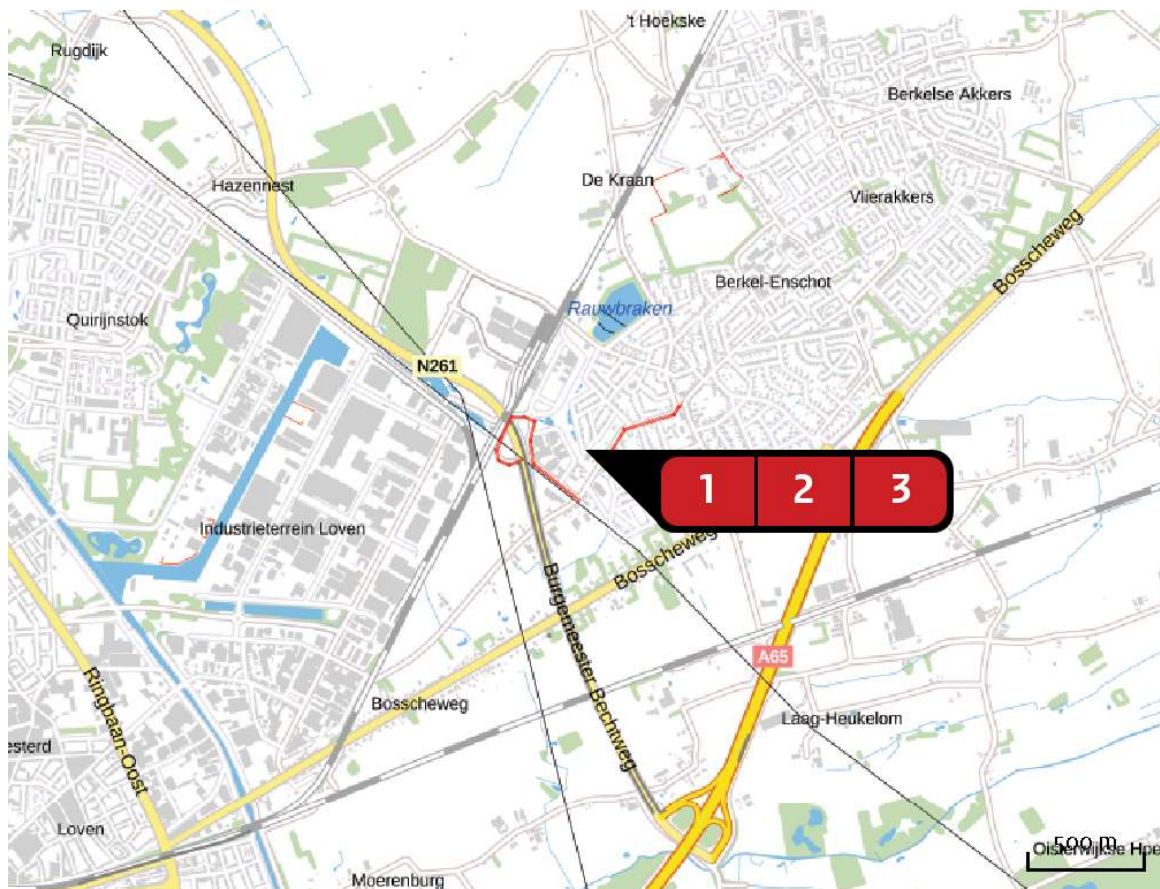 't Hoekske
Rugdijk
Berkelse Akkers
De Kraan
Hazennest
Vlierakkers
Bosscheweg
Berkel-Enschot
Rauwbraken
Quirijnstok
N261
1 2 3
Industrieterrein Loven
Bosscheweg
Burgemeester Bechtweg
A65
Ringbaan-Oost
Bosscheweg
Laag-Heukelom
esterd
Loven
500 m
Oisterwijkse Hoe
Moerenburg